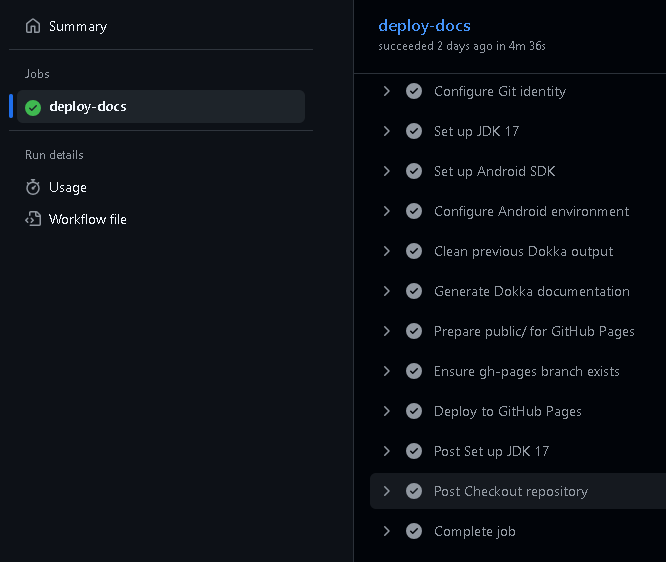 Summary
Jobs
deploy-docs
Run details
Usage
Workflow file
deploy-docs
succeeded 2 days ago in 4m 36s
Configure Git identity
Set up JDK 17
Set up Android SDK
Configure Android environment
Clean previous Dokka output
Generate Dokka documentation
Prepare public/ for GitHub Pages
Ensure gh-pages branch exists
Deploy to GitHub Pages
Post Set up JDK 17
Post Checkout repository
Complete job